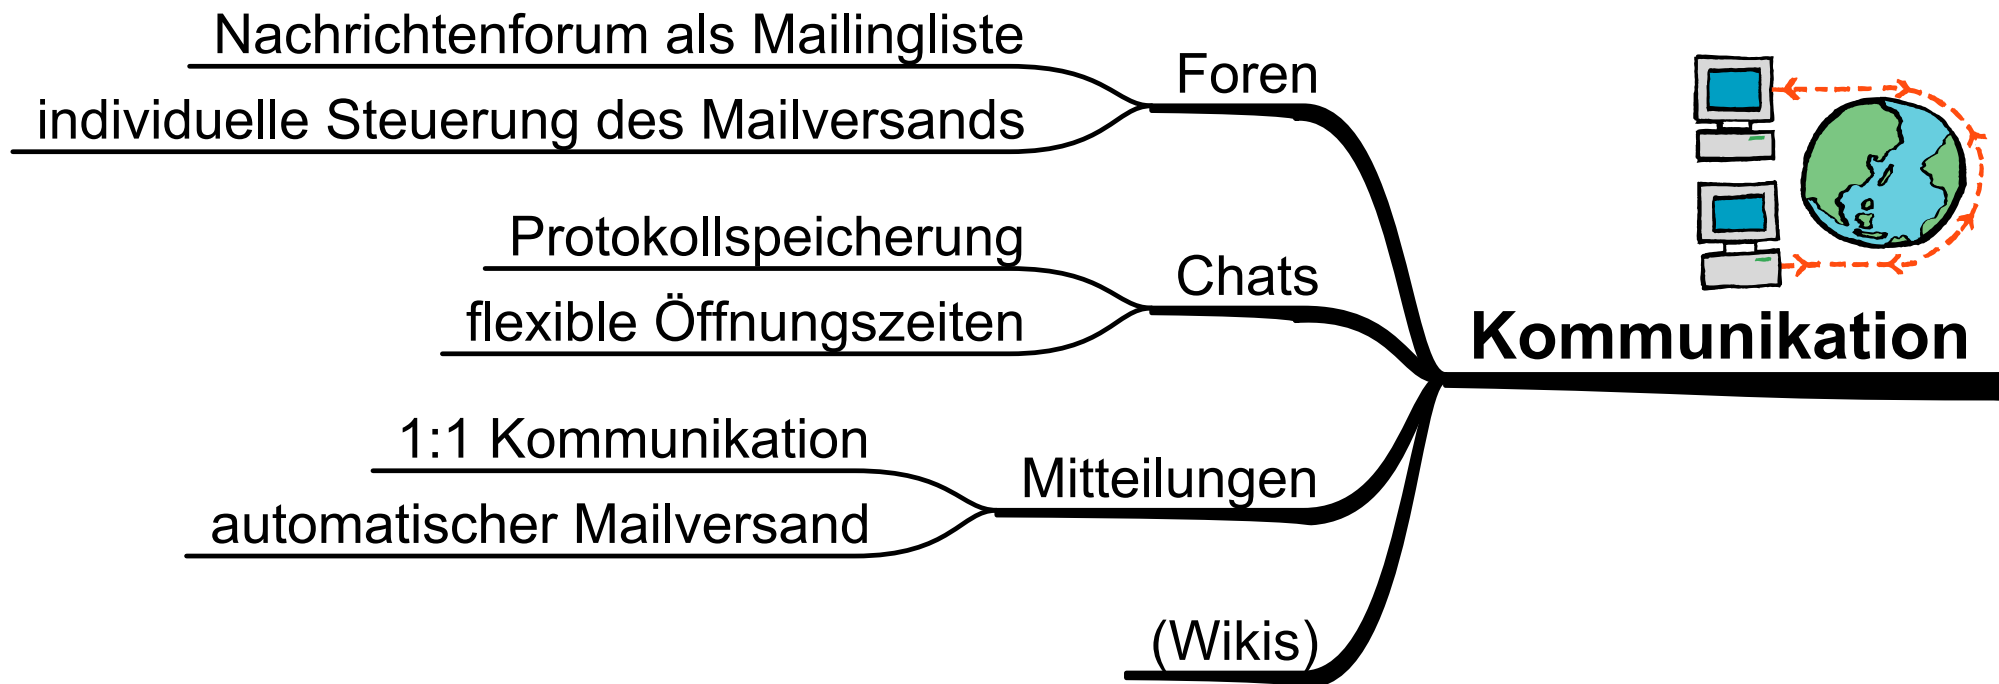 Nachrichtenforum als Mailingliste
individuelle Steuerung des Mailversands
Foren
Protokollspeicherung
flexible Öffnungszeiten
Chats
Kommunikation
1:1 Kommunikation
automatischer Mailversand
Mitteilungen
(Wikis)